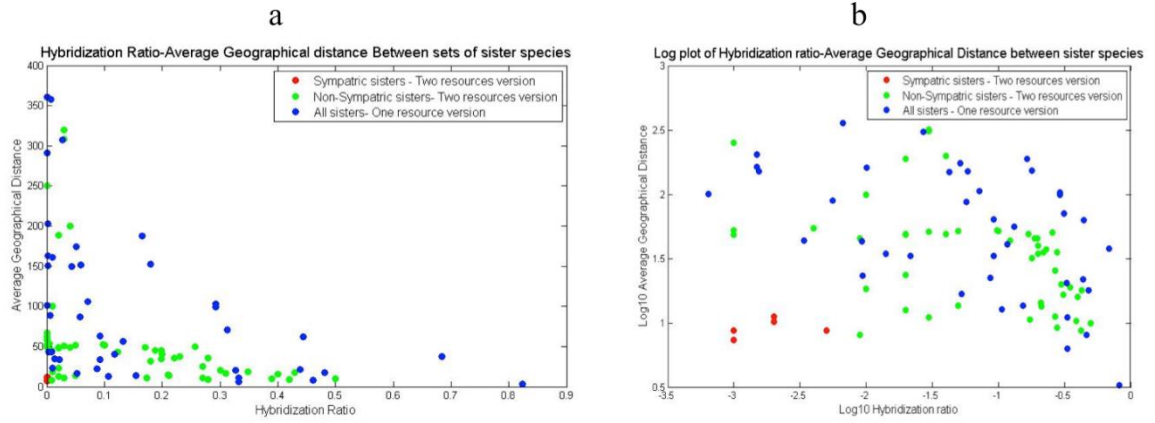 a
Hybridization Ratio-Average Geographical distance Between sets of sister species
400
350
300
250
200
150
100
50
0
Average Geographical Distance
0 0.1 0.2 0.3 0.4 0.5 0.6 0.7 0.8 0.9
Hybridization Ratio
Sympatric sisters - Two resources version
Non-Sympatric sisters- Two resources version
All sisters- One resource version
b
Log plot of Hybridization ratio-Average Geographical Distance between sister species
3
2.5
2
1.5
1
0.5
Log10 Average Geographical Distance
-3.5 -3 -2.5 -2 -1.5 -1 -0.5 0
Log10 Hybridization ratio
Sympatric sisters - Two resources version
Non-Sympatric sisters - Two resources version
All sisters - One resource version